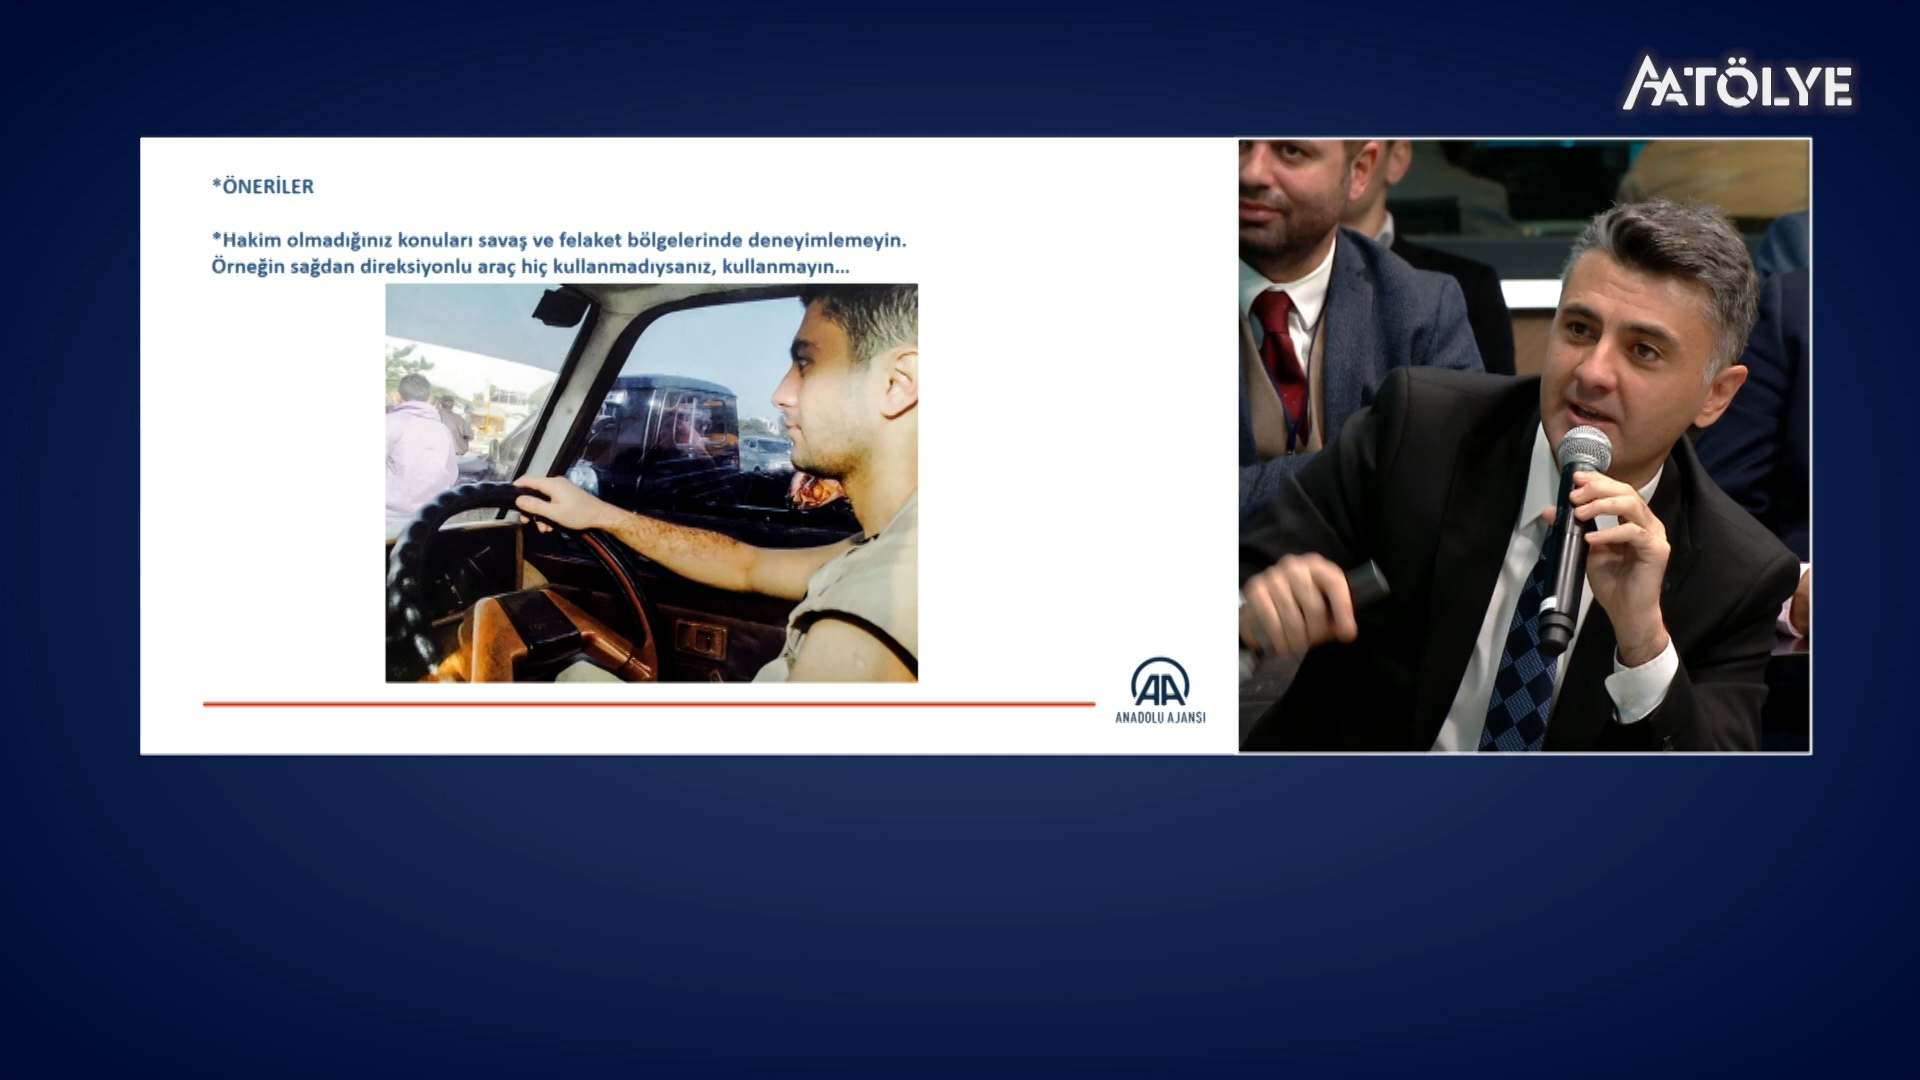 AATÖLYE
*ÖNERİLER
*Hakim olmadığınız konuları savaş ve felaket bölgelerinde deneyimlemeyin.
Örneğin sağdan direksiyonlu araç hiç kullanmadıysanız, kullanmayın...
AA
ANADOLU AJANSI